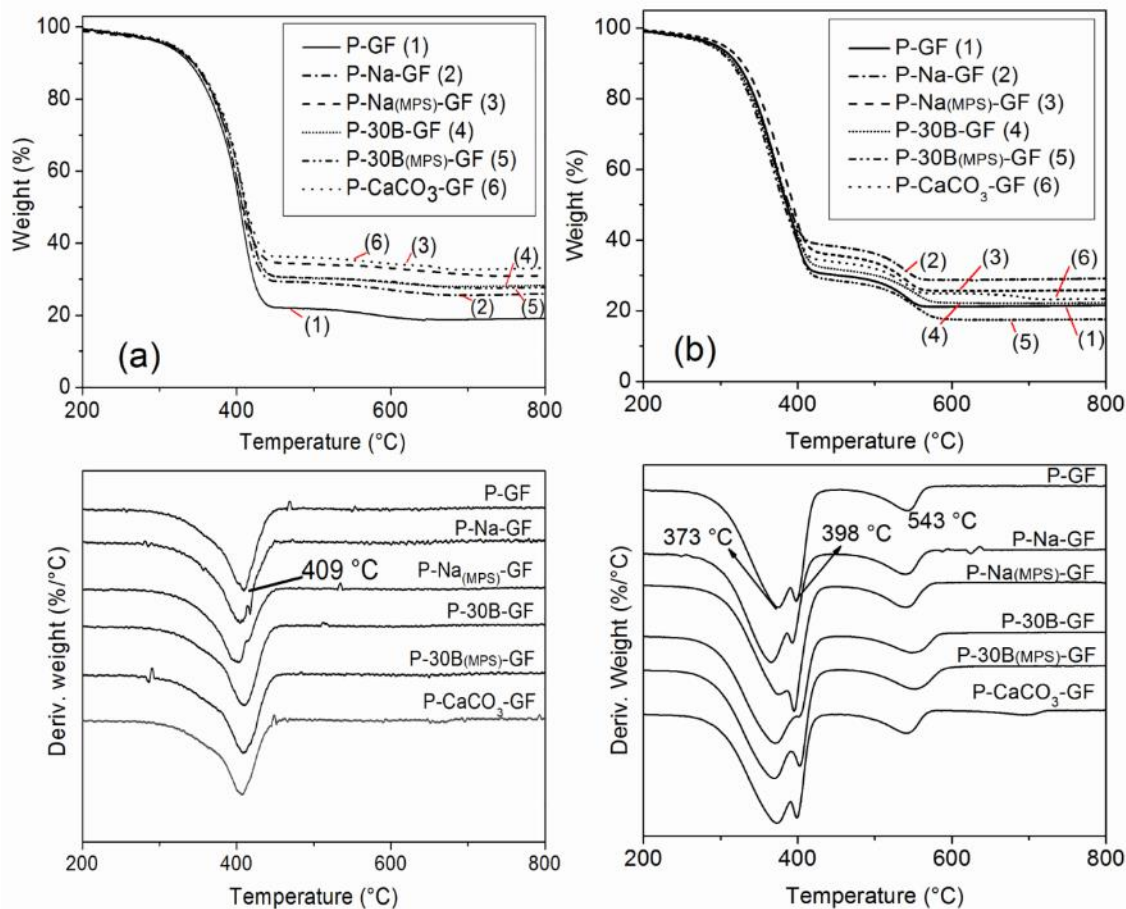 100
80
60
40
20
0
Weight (%)
P-GF (1)
P-Na-GF (2)
P-Na(MPS)-GF (3)
P-30B-GF (4)
P-30B(MPS)-GF (5)
P-CaCO3-GF (6)
(6)
(3)
(4)
(5)
(2)
(1)
(a)
200 400 600 800
Temperature (°C)
100
80
60
40
20
0
Weight (%)
P-GF (1)
P-Na-GF (2)
P-Na(MPS)-GF (3)
P-30B-GF (4)
P-30B(MPS)-GF (5)
P-CaCO3-GF (6)
(2)
(3)
(6)
(4)
(5)
(1)
(b)
200 400 600 800
Temperature (°C)
Deriv. weight (%/°C)
P-GF
P-Na-GF
409 °C
P-Na(MPS)-GF
P-30B-GF
P-30B(MPS)-GF
P-CaCO3-GF
200 400 600 800
Temperature (°C)
Deriv. Weight (%/°C)
P-GF
373 °C
398 °C
543 °C
P-Na-GF
P-Na(MPS)-GF
P-30B-GF
P-30B(MPS)-GF
P-CaCO3-GF
200 400 600 800
Temperature (°C)